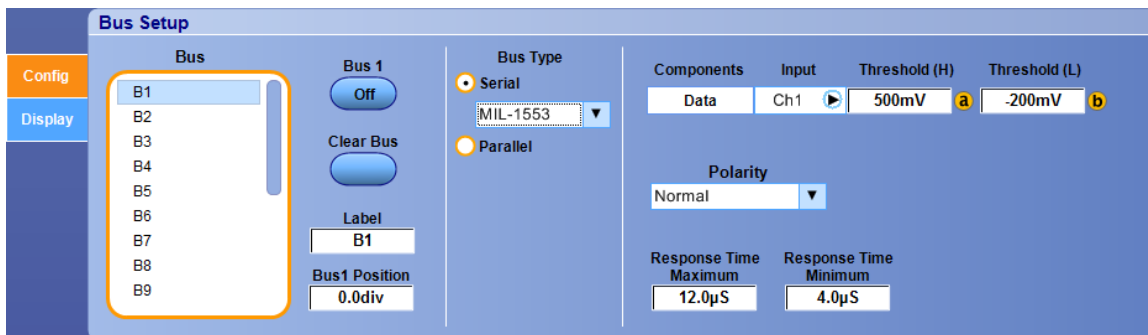 Bus Setup
Config
Display
Bus
B1
B2
B3
B4
B5
B6
B7
B8
B9
Bus 1
Off
Clear Bus
Label
B1
Bus1 Position
0.0div
Bus Type
Serial
MIL-1553
Parallel
Components Input Threshold (H) Threshold (L)
Data Ch1 500mV a -200mV b
Polarity
Normal
Response Time Maximum
12.0µS
Response Time Minimum
4.0µS